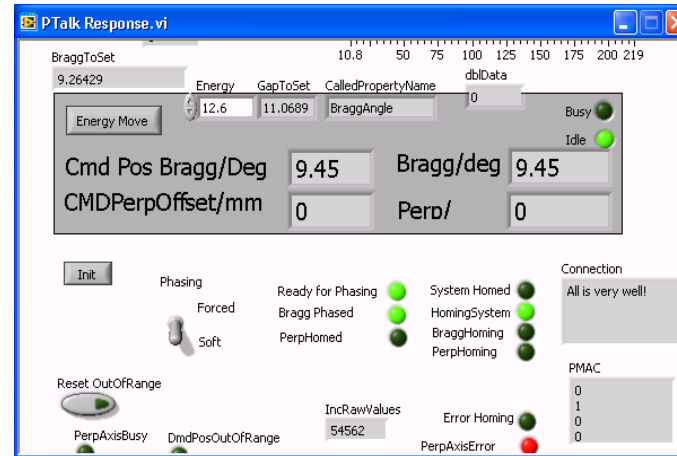 PTalk Response.vi
10.8 50 75 100 125 150 175 200 219
BraggToSet
9.26429
Energy GapToSet CalledPropertyName dblData
12.6 11.0689 BraggAngle 0
Energy Move
Busy
Idle
Cmd Pos Bragg/Deg 9.45 Bragg/deg 9.45
CMDPerpOffset/mm 0 Perp/ 0
Init
Phasing
Forced
Soft
Ready for Phasing
Bragg Phased
PerpHomed
System Homed
HomingSystem
BraggHoming
PerpHoming
Connection
All is very well!
Reset OutOfRange
PerpAxisBusy DmdPosOutOfRange
IncRawValues
54562
Error Homing
PerpAxisError
PMAC
0
1
0
0